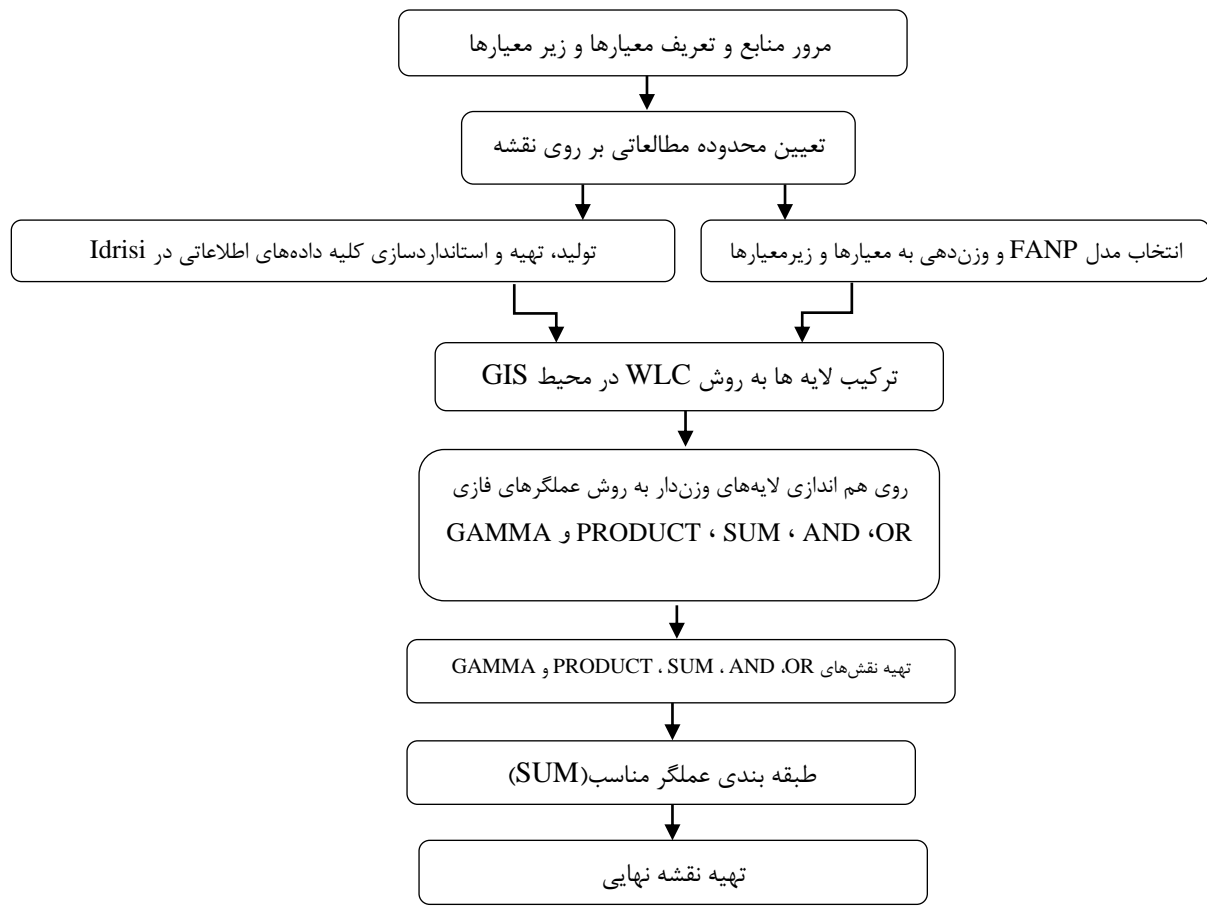 مرور منابع و تعریف معیارها و زیر معیارها
تعیین محدوده مطالعاتی بر روی نقشه
انتخاب مدل FANP و وزن‌دهی به معیارها و زیرمعیارها
تولید، تهیه و استانداردسازی کلیه داده‌های اطلاعاتی در Idrisi
ترکیب لایه ها به روش WLC در محیط GIS
روی هم اندازی لایه‌های وزن‌دار به روش عملگرهای فازی
OR، AND ، SUM ، PRODUCT و GAMMA
تهیه نقش‌های OR، AND ، SUM ، PRODUCT و GAMMA
طبقه بندی عملگر مناسب(SUM)
تهیه نقشه نهایی